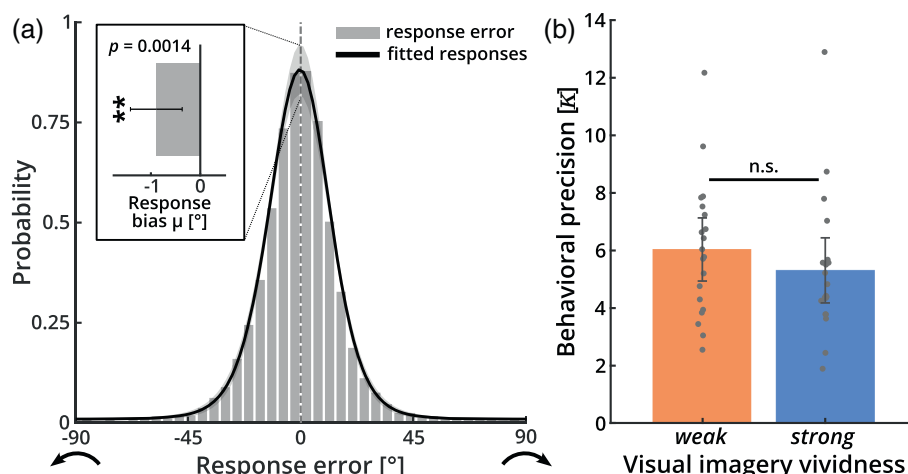 (a)
1
0.75
0.5
0.25
0
Probability
p = 0.0014
**
-1 0
Response
bias μ [°]
response error
fitted responses
-90 -45 0 45 90
Response error [°]
(b)
14
12
10
8
6
4
2
0
Behavioral precision [K]
n.s.
weak strong
Visual imagery vividness